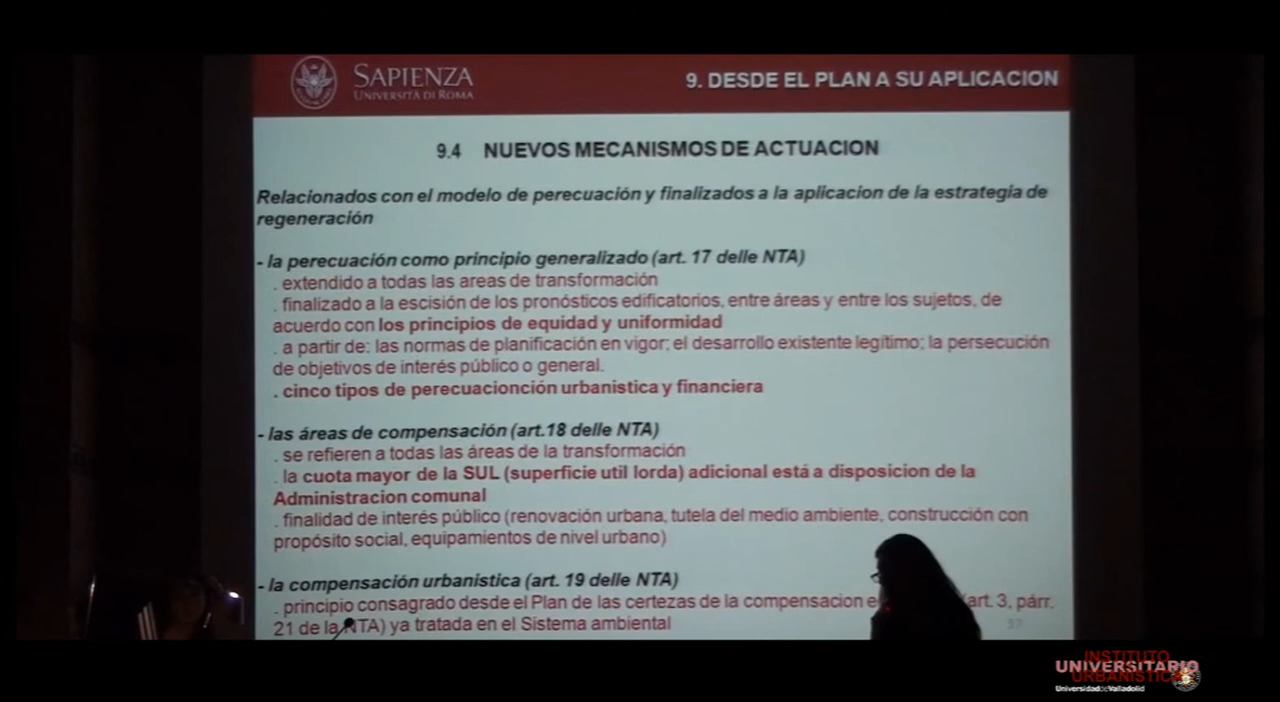 SAPIENZA
UNIVERSITÀ DI ROMA
9. DESDE EL PLAN A SU APLICACION
9.4 NUEVOS MECANISMOS DE ACTUACION
Relacionados con el modelo de perecuación y finalizados a la aplicacion de la estrategia de
regeneración
- la perecuación como principio generalizado (art. 17 delle NTA)
. extendido a todas las areas de transformación
. finalizado a la escisión de los pronósticos edificatorios, entre áreas y entre los sujetos, de
acuerdo con los principios de equidad y uniformidad
. a partir de: las normas de planificación en vigor; el desarrollo existente legítimo; la persecución
de objetivos de interés público o general.
. cinco tipos de perecuacionción urbanistica y financiera
- las áreas de compensación (art.18 delle NTA)
. se refieren a todas las áreas de la transformación
. la cuota mayor de la SUL (superficie util lorda) adicional está a disposicion de la
Administracion comunal
. finalidad de interés público (renovación urbana, tutela del medio ambiente, construcción con
propósito social, equipamientos de nivel urbano)
- la compensación urbanistica (art. 19 delle NTA)
. principio consagrado desde el Plan de las certezas de la compensacion (art. 3, párr.
21 de la NTA) ya tratada en el Sistema ambiental
57
INSTITUTO
UNIVERSITARIO
URBANISTICA
Universidad de Valladolid